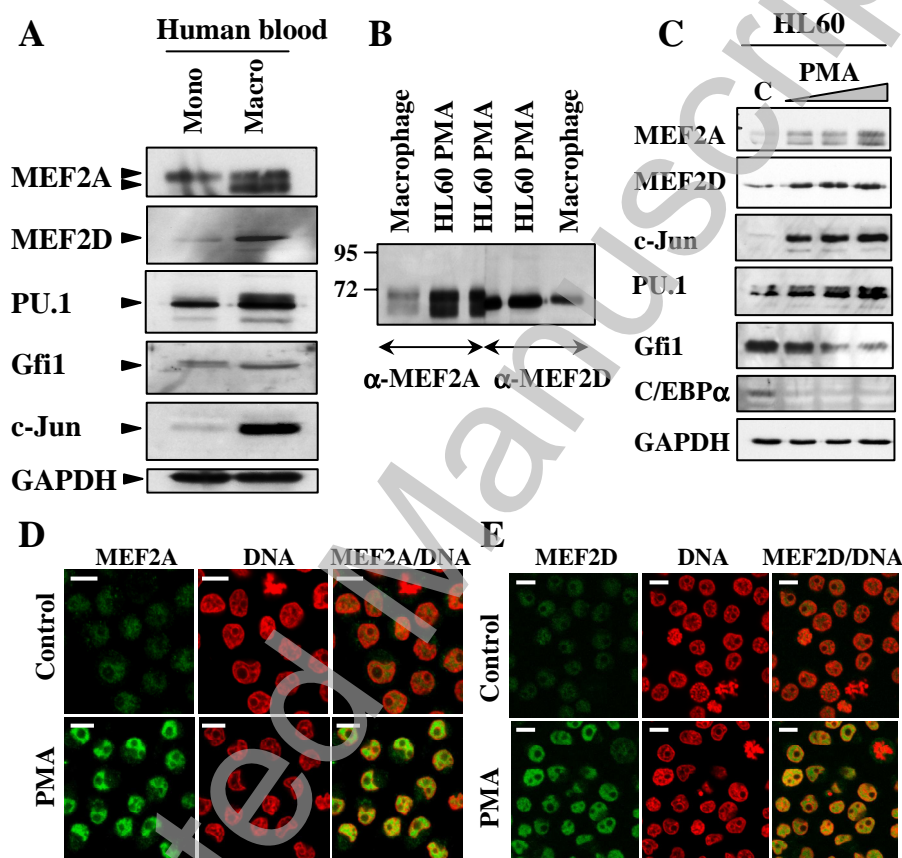 A
Human blood
Mono
Macro
MEF2A
MEF2D
PU.1
Gfi1
c-Jun
GAPDH
B
Macrophage
HL60 PMA
HL60 PMA
HL60 PMA
Macrophage
95
72
α-MEF2A
α-MEF2D
C
HL60
PMA
C
MEF2A
MEF2D
c-Jun
PU.1
Gfi1
C/EBPα
GAPDH
D
MEF2A
DNA
MEF2A/DNA
Control
PMA
E
MEF2D
DNA
MEF2D/DNA
Control
PMA
ted Manuscrip